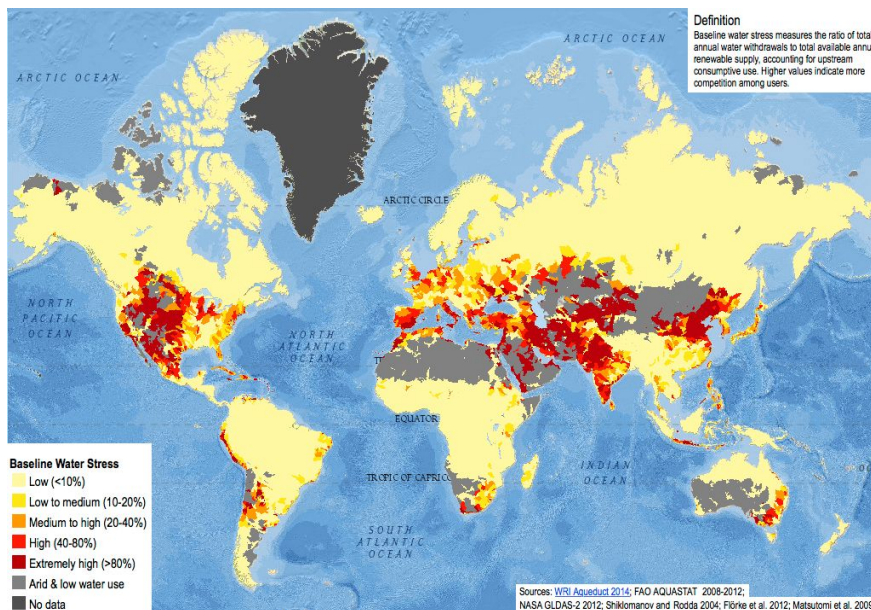 Definition
Baseline water stress measures the ratio of total
annual water withdrawals to total available annu
renewable supply, accounting for upstream
consumptive use. Higher values indicate more
competition among users.
ARCTIC OCEAN
ARCTIC OCEAN
ARCTIC CIRCLE
NORTH
PACIFIC
OCEAN
NORTH
ATLANTIC
OCEAN
EQUATOR
INDIAN
OCEAN
TROPIC OF CAPRICO
SOUTH
ATLANTIC
OCEAN
Baseline Water Stress
Low (<10%)
Low to medium (10-20%)
Medium to high (20-40%)
High (40-80%)
Extremely high (>80%)
Arid & low water use
No data
Sources: WRI Aqueduct 2014; FAO AQUASTAT 2008-2012;
NASA GLDAS-2 2012; Shiklomanov and Rodda 2004; Flörke et al. 2012; Matsutomi et al. 2009